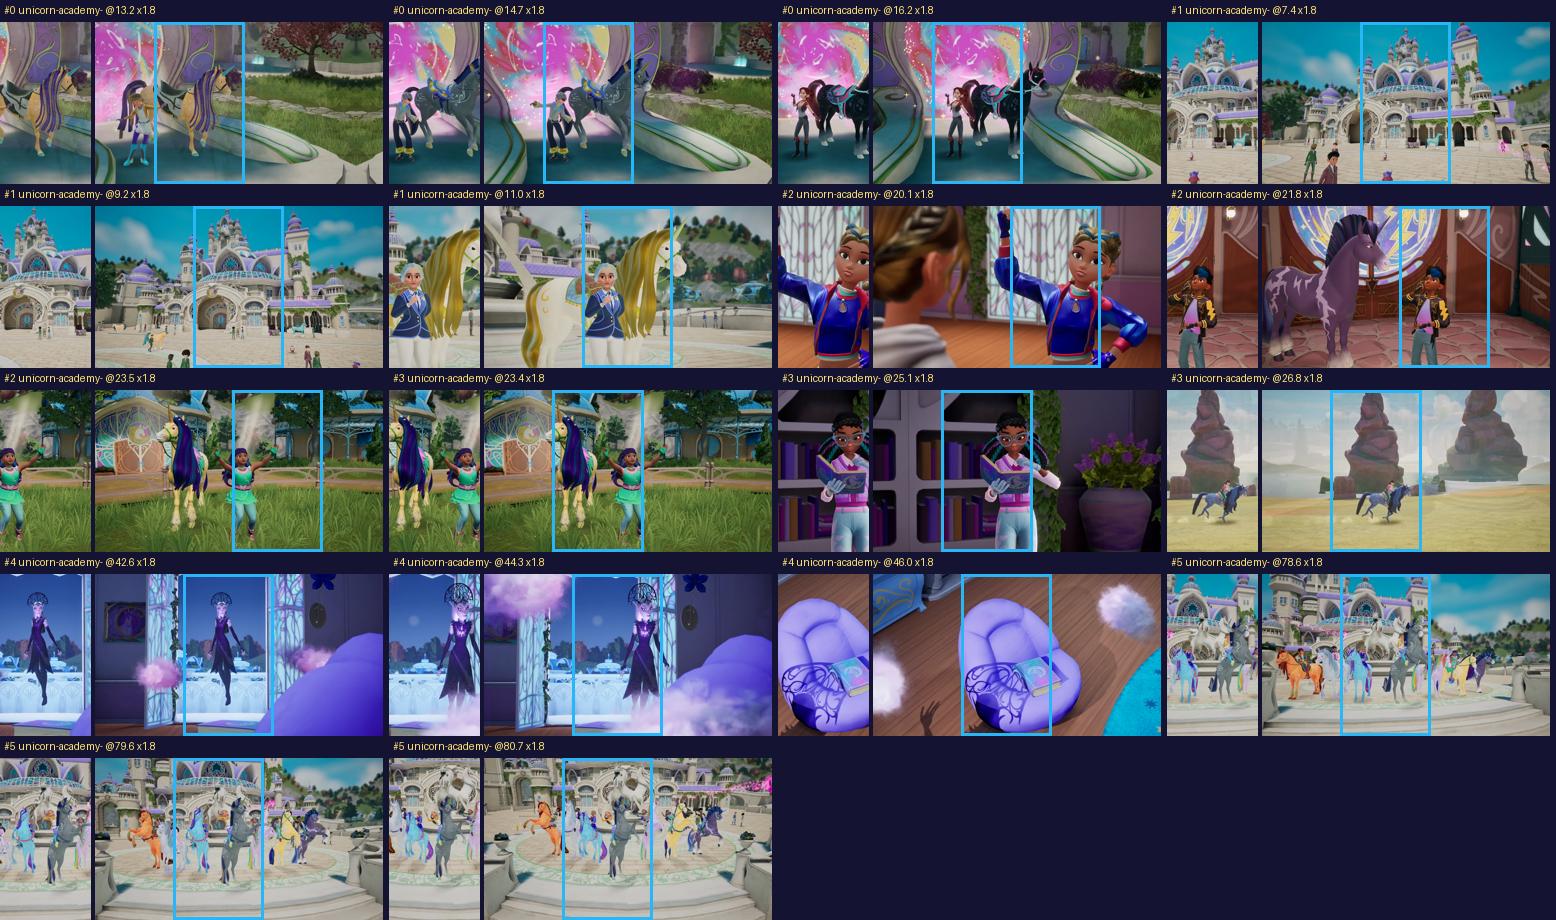 #0 unicorn-academy- @13.2 x1.8
#0 unicorn-academy- @14.7 x1.8
#0 unicorn-academy- @16.2 x1.8
#1 unicorn-academy- @7.4 x1.8
#1 unicorn-academy- @9.2 x1.8
#1 unicorn-academy- @11.0 x1.8
#2 unicorn-academy- @20.1 x1.8
#2 unicorn-academy- @21.8 x1.8
#2 unicorn-academy- @23.5 x1.8
#3 unicorn-academy- @23.4 x1.8
#3 unicorn-academy- @25.1 x1.8
#3 unicorn-academy- @26.8 x1.8
#4 unicorn-academy- @42.6 x1.8
#4 unicorn-academy- @44.3 x1.8
#4 unicorn-academy- @46.0 x1.8
#5 unicorn-academy- @78.6 x1.8
#5 unicorn-academy- @79.6 x1.8
#5 unicorn-academy- @80.7 x1.8